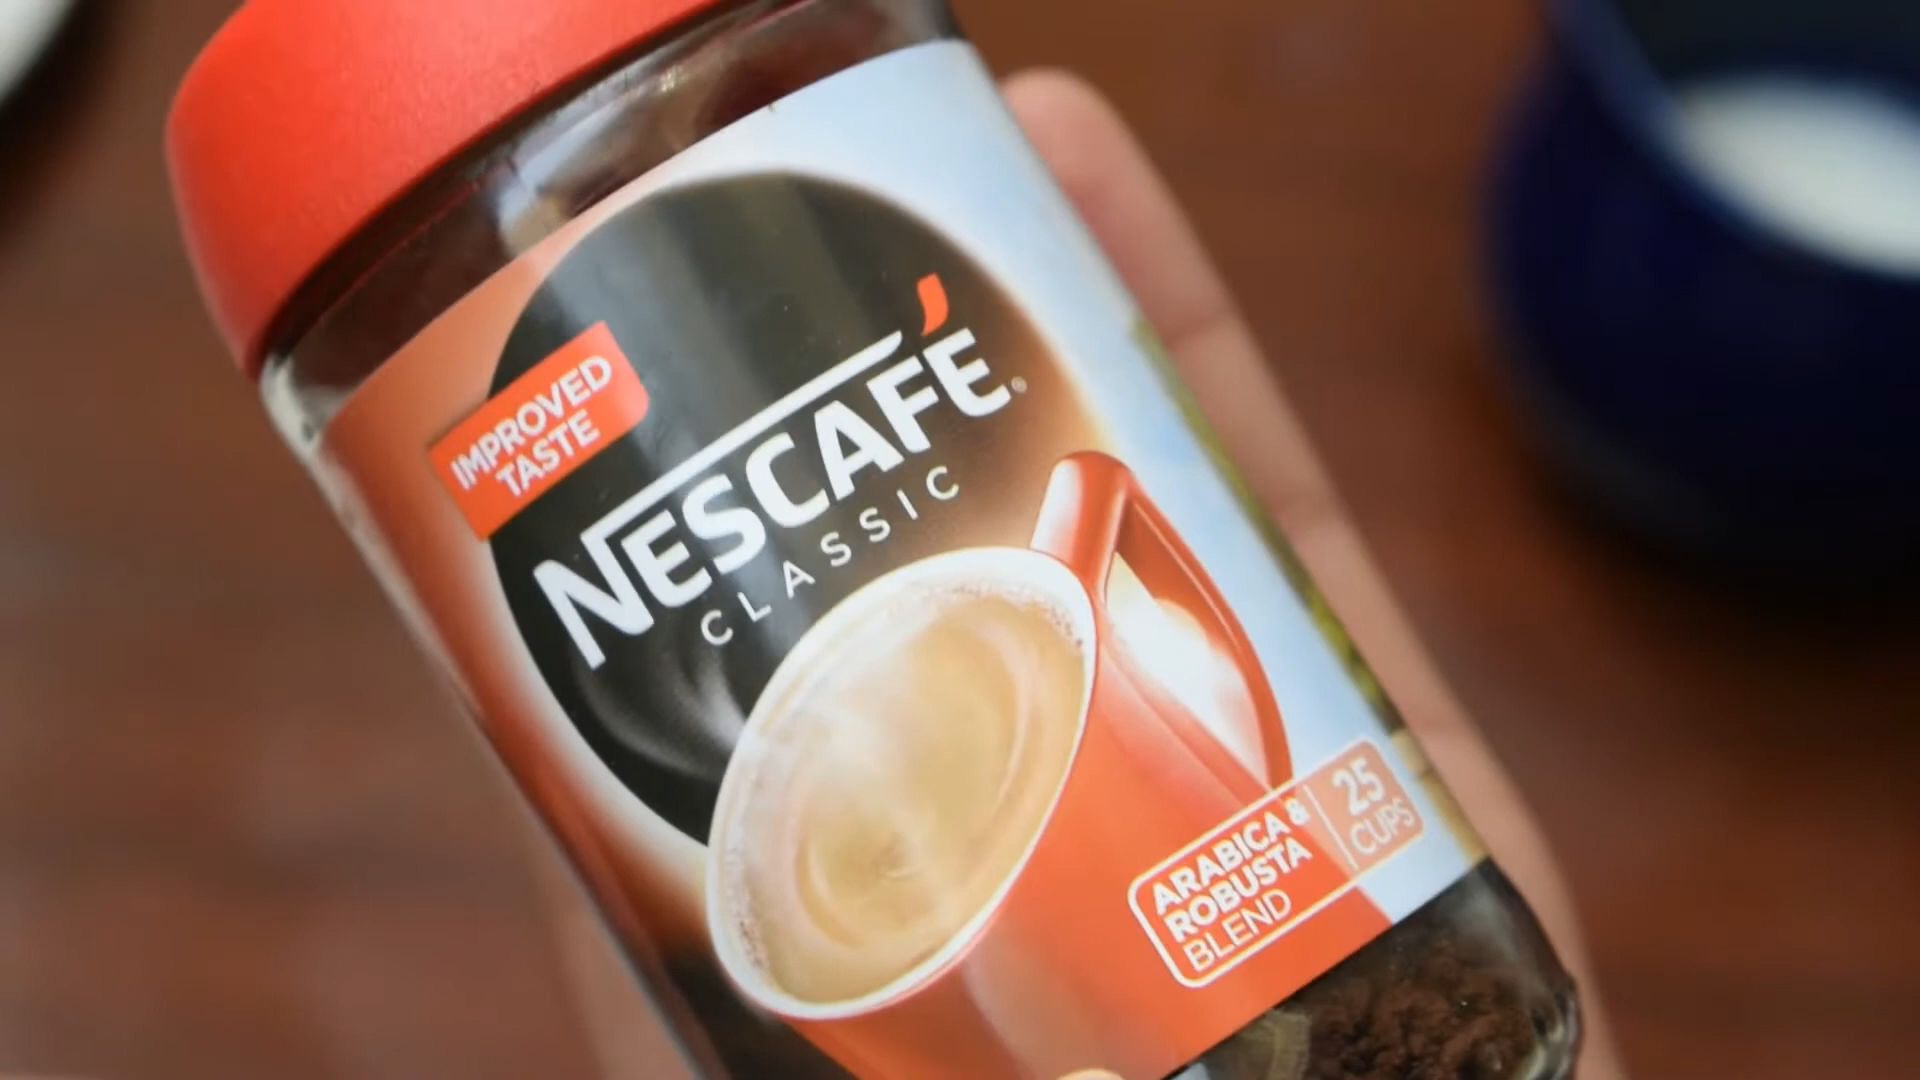 IMPROVED
TASTE
NESCAFÉ®
CLASSIC
ARABICA &
ROBUSTA
BLEND
25
CUPS